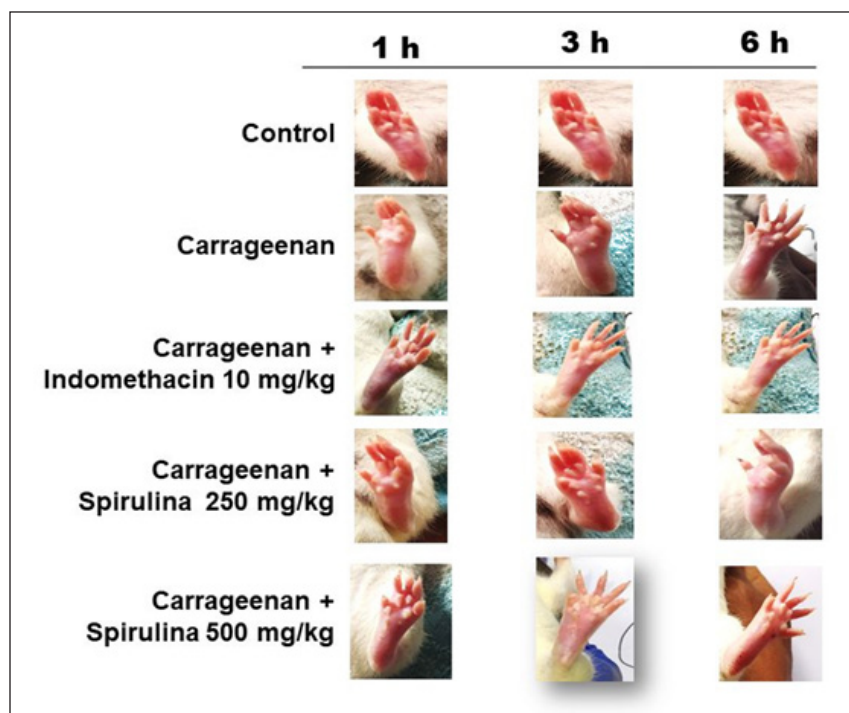 1 h 3 h 6 h
Control
Carrageenan
Carrageenan +
Indomethacin 10 mg/kg
Carrageenan +
Spirulina 250 mg/kg
Carrageenan +
Spirulina 500 mg/kg